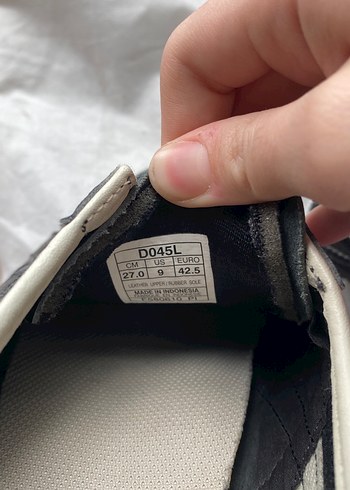 D045L
CM US EURO
27.0 9 42.5
LEATHER UPPER/RUBBER SOLE
MADE IN INDONESIA